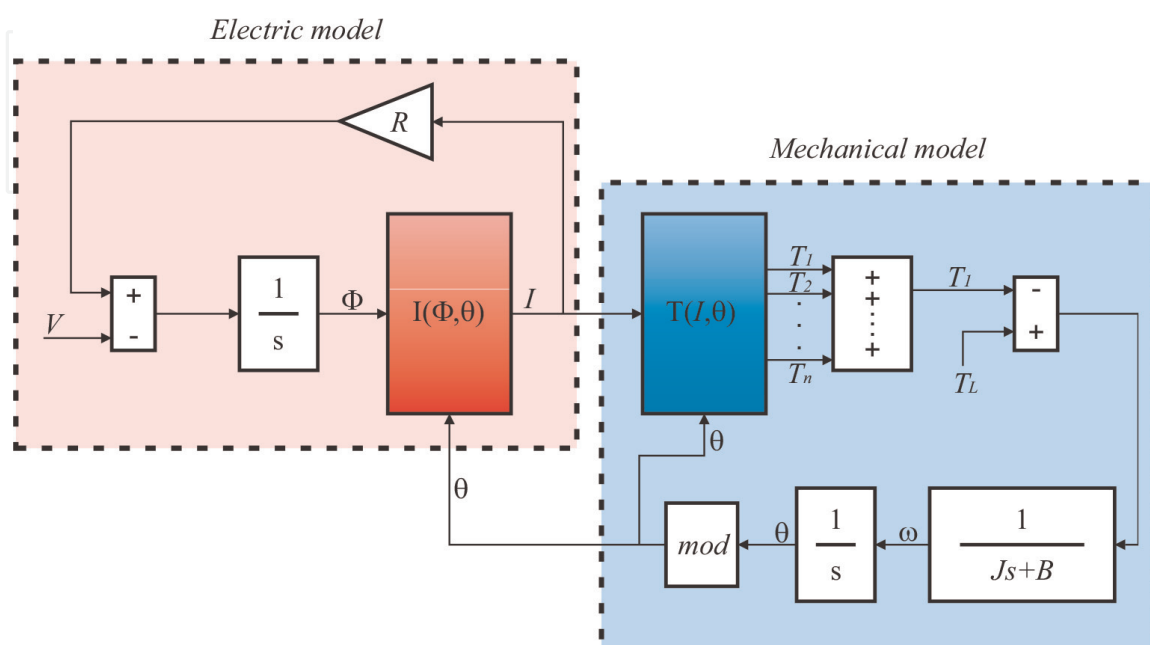 Electric model
R
V
+
-
1
s
Φ
I(Φ,θ)
I
θ
Mechanical model
T(I,θ)
T1
T2
.
.
.
Tn
+
+
....
+
T1
-
+
TL
θ
mod
θ
1
s
ω
1
Js+B